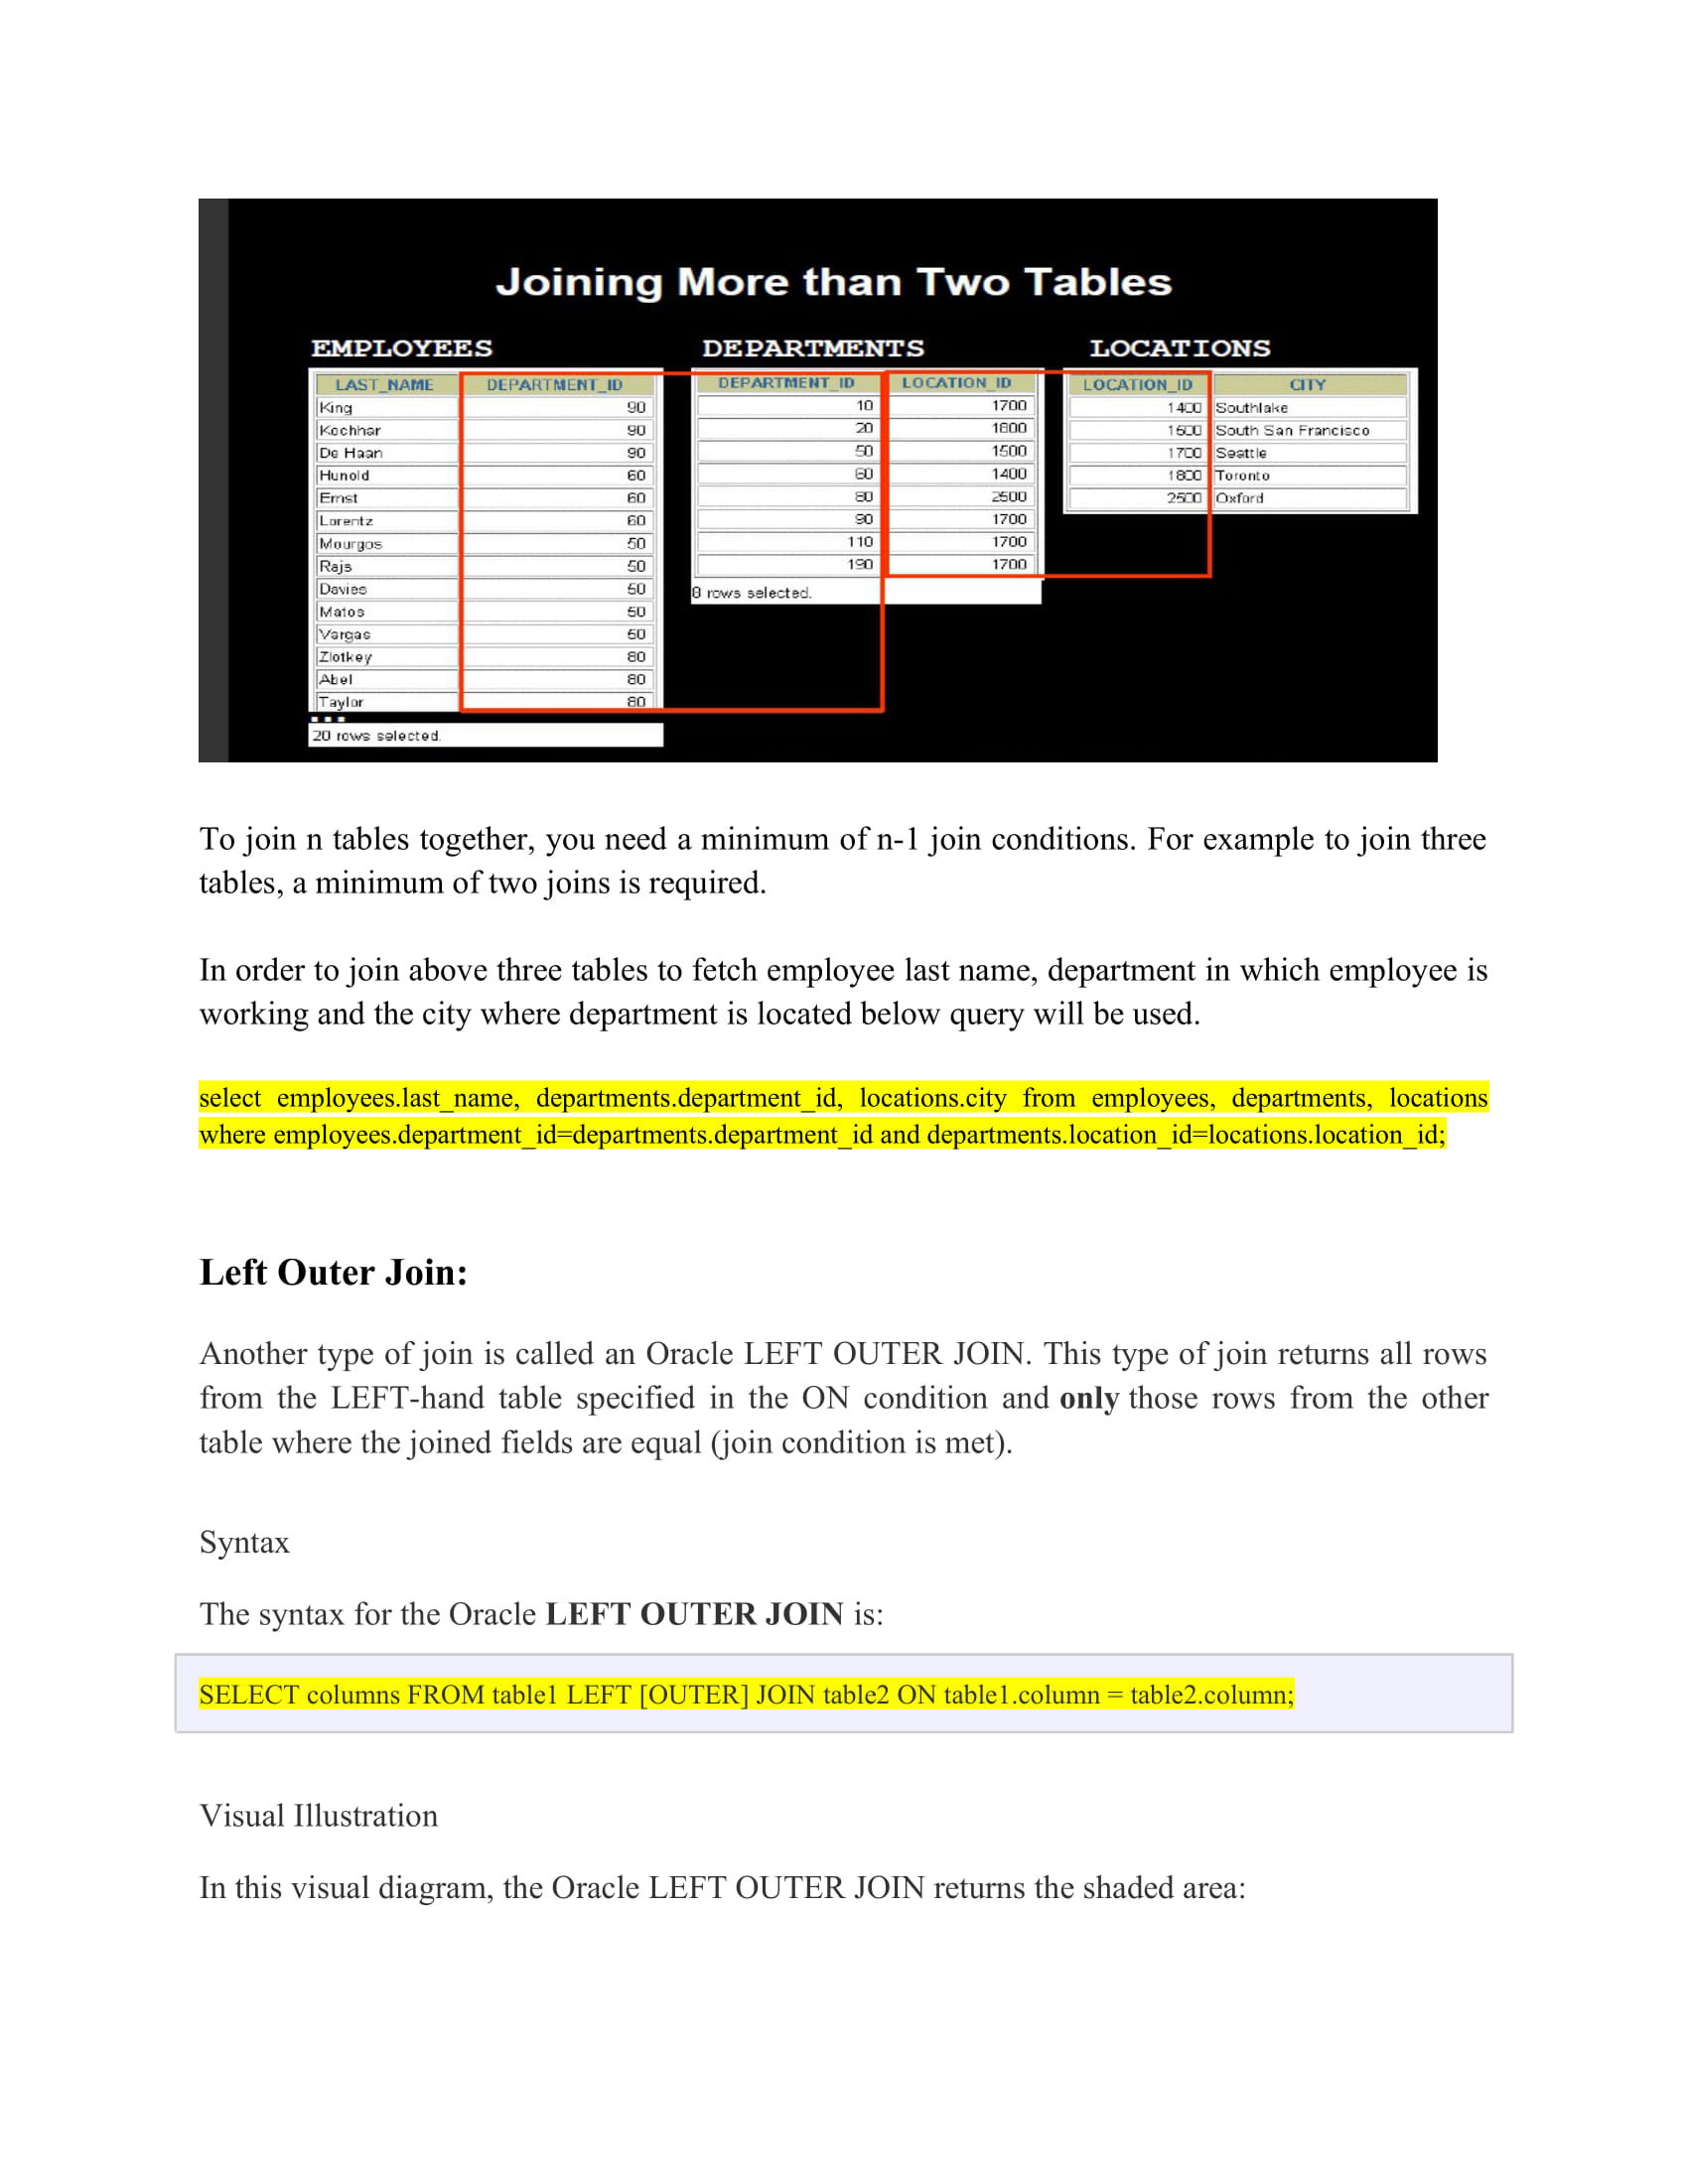 Joining More than Two Tables
EMPLOYEES DEPARTMENTS LOCATIONS
LAST_NAME DEPARTMENT_ID DEPARTMENT_ID LOCATION_ID LOCATION_ID CITY
King 90 10 1700 1400 Southlake
Kochhar 90 20 1800 1500 South San Francisco
De Haan 90 50 1500 1700 Seattle
Hunold 60 60 1400 1800 Toronto
Ernst 60 80 2500 2500 Oxford
Lorentz 60 90 1700
Mourgos 50 110 1700
Rajs 50 190 1700
Davies 50 8 rows selected.
Matos 50
Vargas 50
Zlotkey 80
Abel 80
Taylor 80
...
20 rows selected.
To join n tables together, you need a minimum of n-1 join conditions. For example to join three
tables, a minimum of two joins is required.
In order to join above three tables to fetch employee last name, department in which employee is
working and the city where department is located below query will be used.
select employees.last_name, departments.department_id, locations.city from employees, departments, locations
where employees.department_id=departments.department_id and departments.location_id=locations.location_id;
Left Outer Join:
Another type of join is called an Oracle LEFT OUTER JOIN. This type of join returns all rows
from the LEFT-hand table specified in the ON condition and only those rows from the other
table where the joined fields are equal (join condition is met).
Syntax
The syntax for the Oracle LEFT OUTER JOIN is:
SELECT columns FROM table1 LEFT [OUTER] JOIN table2 ON table1.column = table2.column;
Visual Illustration
In this visual diagram, the Oracle LEFT OUTER JOIN returns the shaded area: